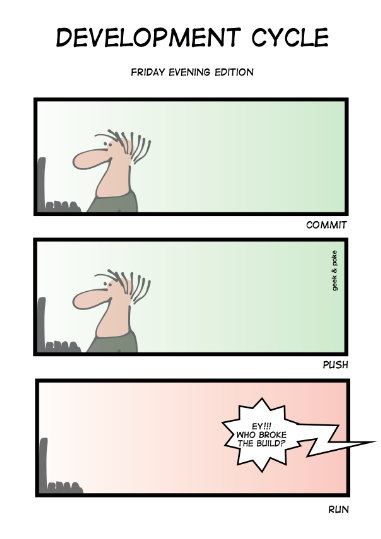 DEVELOPMENT CYCLE
FRIDAY EVENING EDITION
COMMIT
geek & poke
PUSH
EY!!!
WHO BROKE
THE BUILD?
RUN